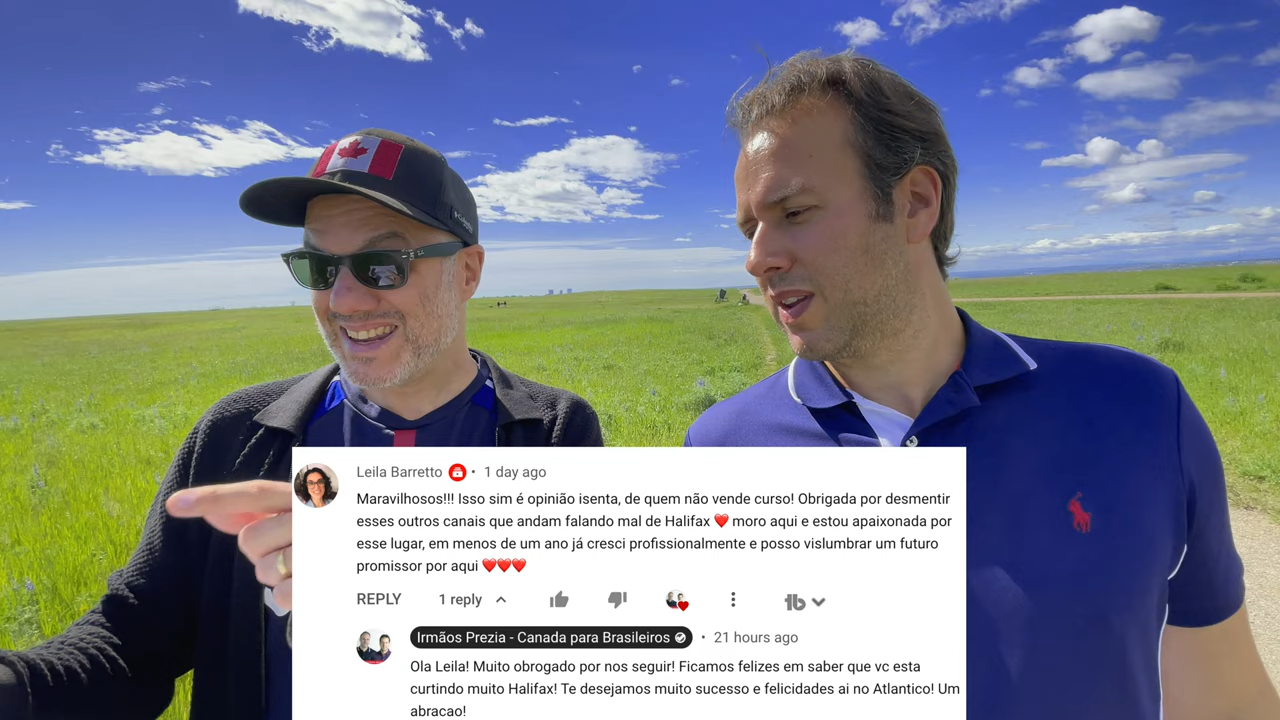 Leila Barretto • 1 day ago
Maravilhosos!!! Isso sim é opinião isenta, de quem não vende curso! Obrigada por desmentir
esses outros canais que andam falando mal de Halifax ❤️ moro aqui e estou apaixonada por
esse lugar, em menos de um ano já cresci profissionalmente e posso vislumbrar um futuro
promissor por aqui ❤️❤️❤️
REPLY 1 reply
Irmãos Prezia - Canada para Brasileiros • 21 hours ago
Ola Leila! Muito obrogado por nos seguir! Ficamos felizes em saber que vc esta
curtindo muito Halifax! Te desejamos muito sucesso e felicidades ai no Atlantico! Um
abracao!